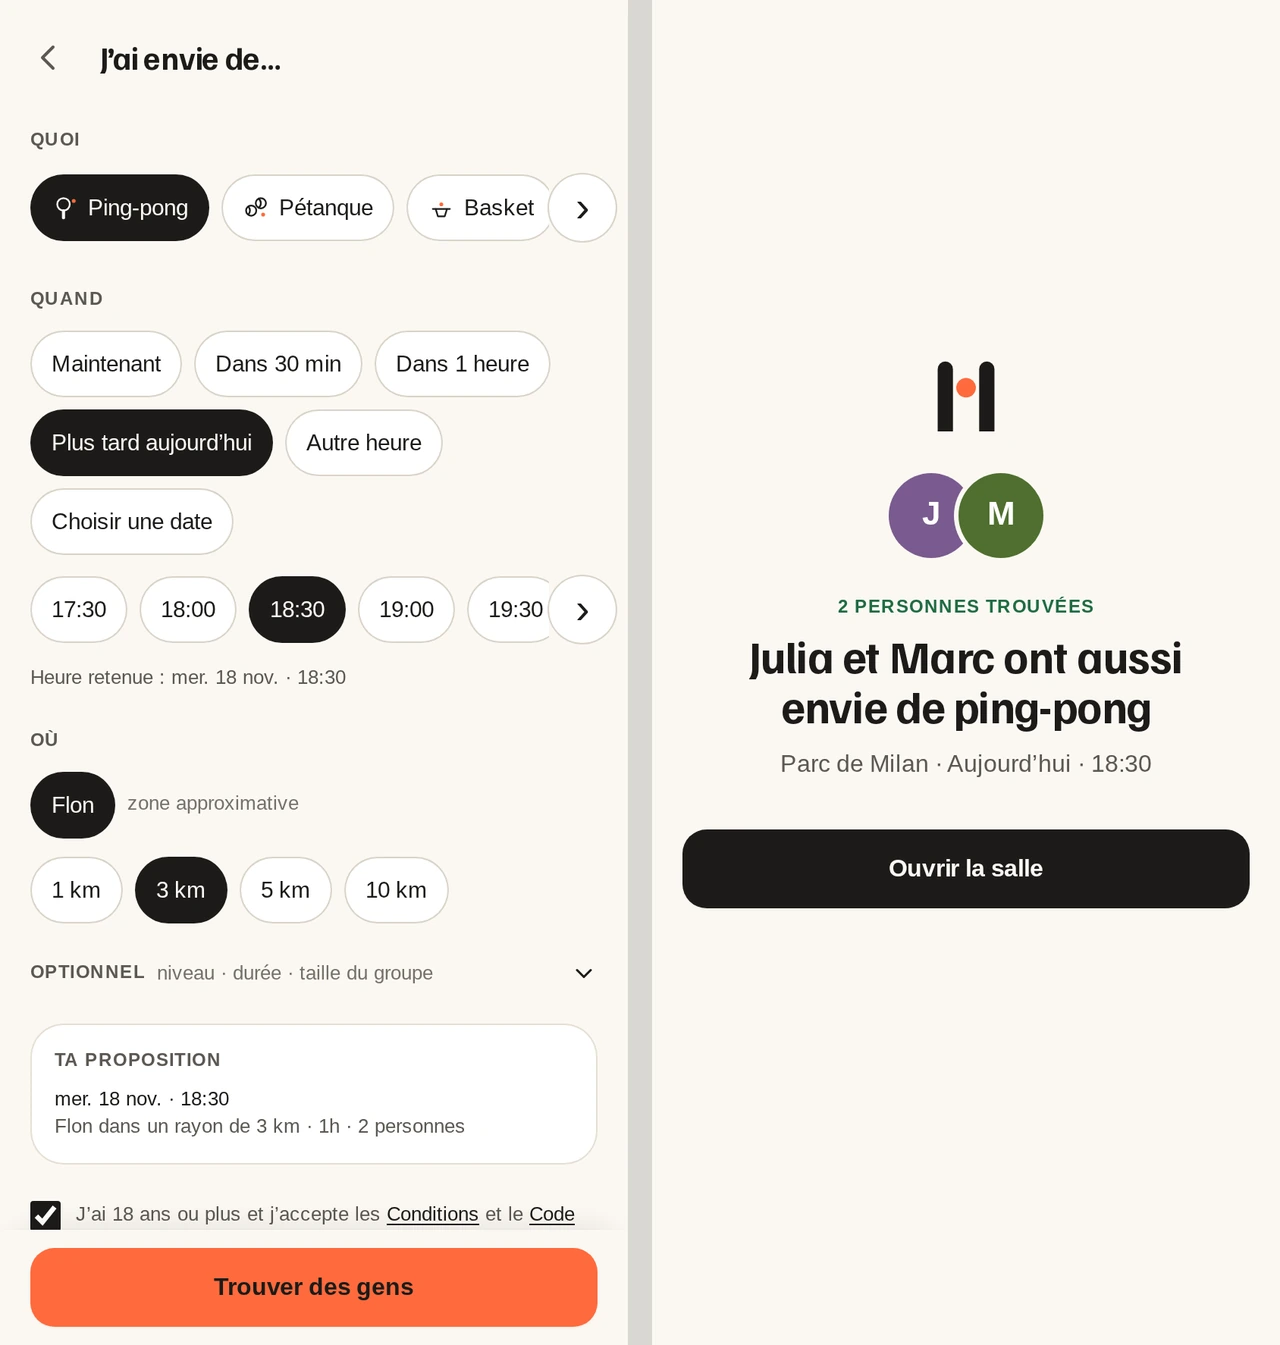 J’ai envie de...
QUOI
Ping-pong
Pétanque
Basket
QUAND
Maintenant
Dans 30 min
Dans 1 heure
Plus tard aujourd’hui
Autre heure
Choisir une date
17:30
18:00
18:30
19:00
19:30
Heure retenue : mer. 18 nov. · 18:30
OÙ
Flon
zone approximative
1 km
3 km
5 km
10 km
OPTIONNEL niveau · durée · taille du groupe
TA PROPOSITION
mer. 18 nov. · 18:30
Flon dans un rayon de 3 km · 1h · 2 personnes
J’ai 18 ans ou plus et j’accepte les Conditions et le Code
Trouver des gens
J
M
2 PERSONNES TROUVÉES
Julia et Marc ont aussi
envie de ping-pong
Parc de Milan · Aujourd’hui · 18:30
Ouvrir la salle